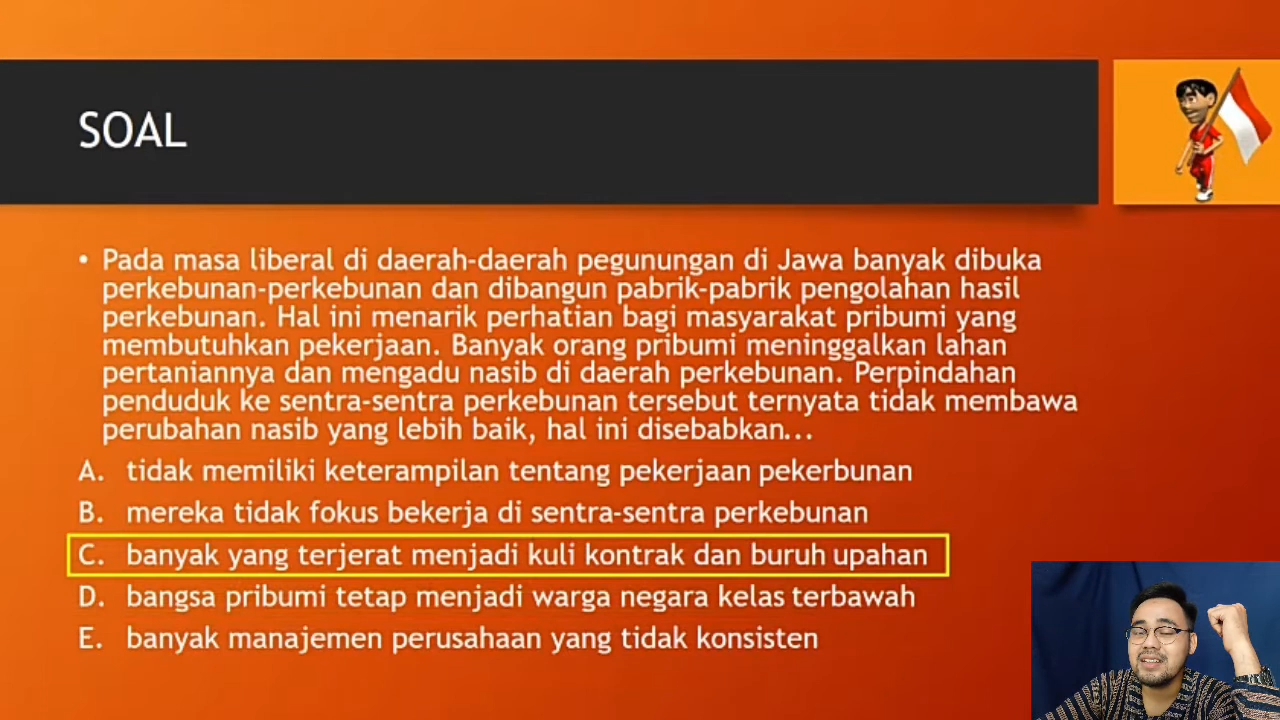 SOAL
• Pada masa liberal di daerah-daerah pegunungan di Jawa banyak dibuka
perkebunan-perkebunan dan dibangun pabrik-pabrik pengolahan hasil
perkebunan. Hal ini menarik perhatian bagi masyarakat pribumi yang
membutuhkan pekerjaan. Banyak orang pribumi meninggalkan lahan
pertaniannya dan mengadu nasib di daerah perkebunan. Perpindahan
penduduk ke sentra-sentra perkebunan tersebut ternyata tidak membawa
perubahan nasib yang lebih baik, hal ini disebabkan...
A. tidak memiliki keterampilan tentang pekerjaan pekerbunan
B. mereka tidak fokus bekerja di sentra-sentra perkebunan
C. banyak yang terjerat menjadi kuli kontrak dan buruh upahan
D. bangsa pribumi tetap menjadi warga negara kelas terbawah
E. banyak manajemen perusahaan yang tidak konsisten